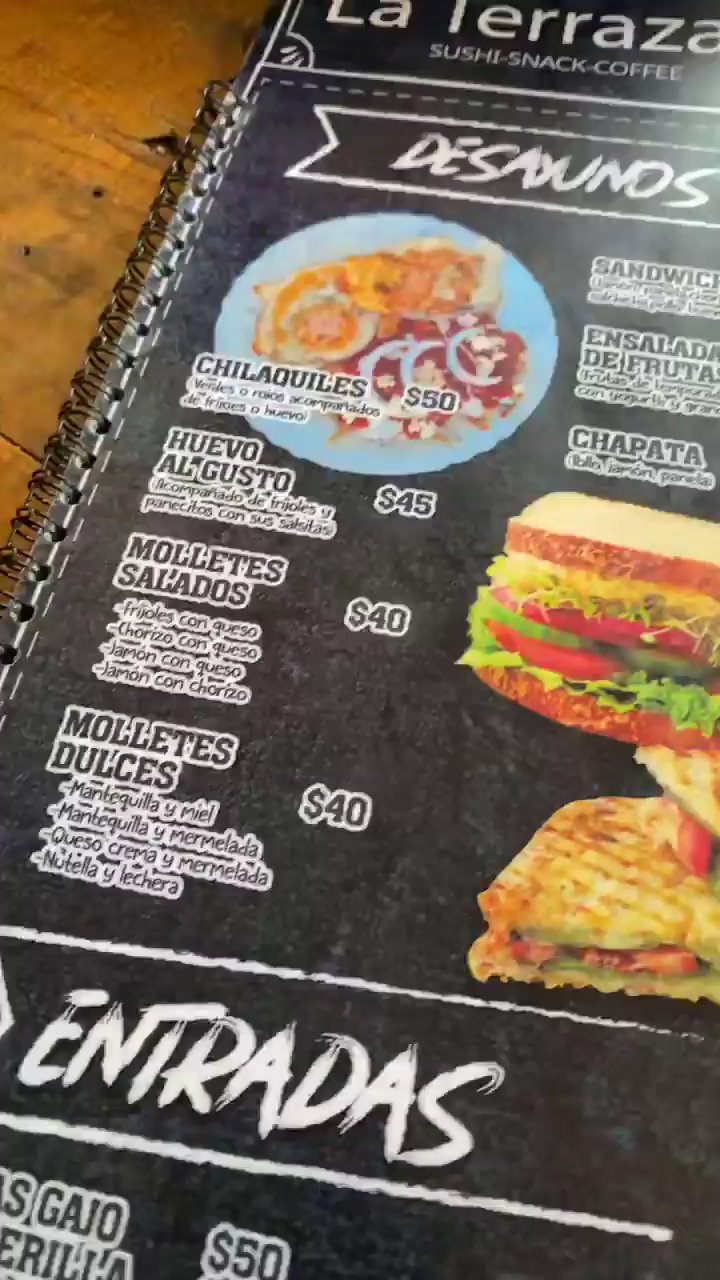 La Terraza
SUSHI-SNACK-COFFEE
DESAYUNOS
CHILAQUILES $50
(Verdes o rojos acompañados
de frijoles o huevo)
HUEVO
AL GUSTO
$45
(Acompañado de frijoles y
panecitos con sus salsitas)
MOLLETES
SALADOS
$40
-Frijoles con queso
-Chorizo con queso
-Jamón con queso
-Jamón con chorizo
MOLLETES
DULCES
$40
-Mantequilla y miel
-Mantequilla y mermelada
-Queso crema y mermelada
-Nutella y lechera
SANDWICH
ENSALADA
DE FRUTAS
(frutas de temporada
con yogurt y
CHAPATA
(Rollo, jamón, panela
ENTRADAS
AS GAJO
ERILLA
$50